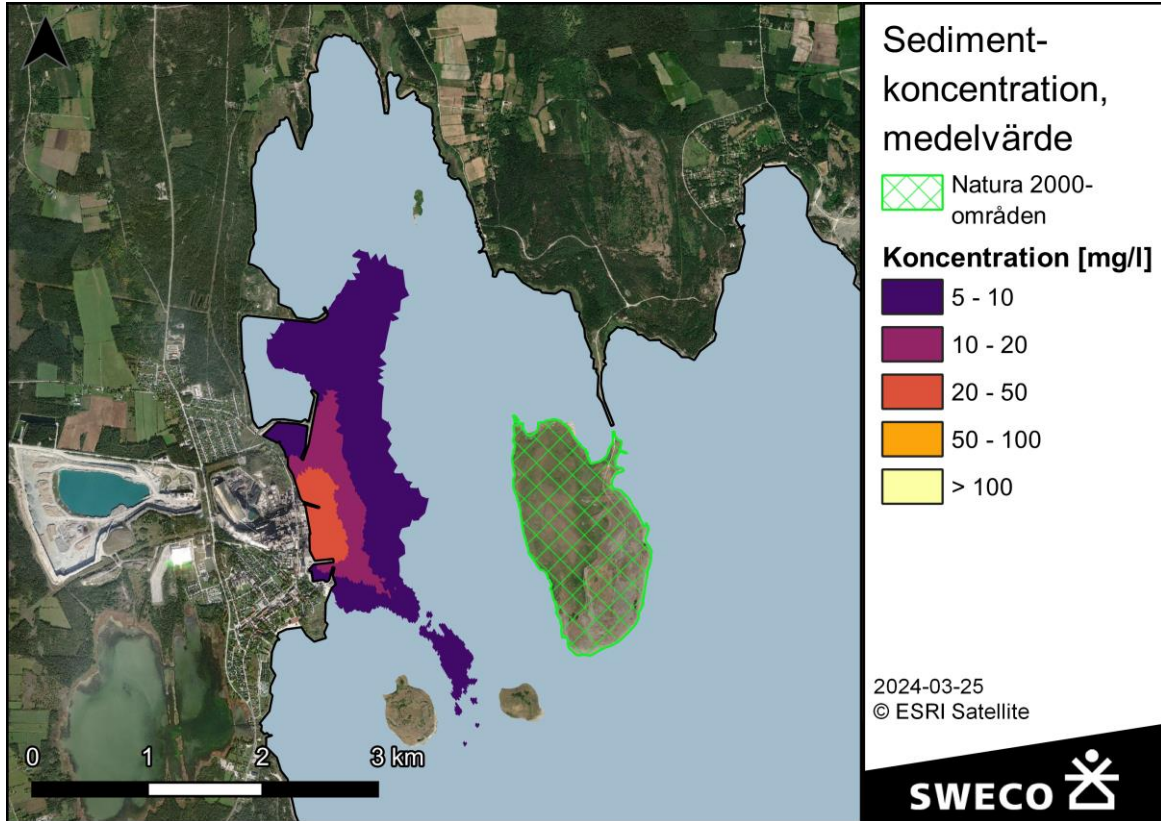 Sediment-
koncentration,
medelvärde
Natura 2000-
områden
Koncentration [mg/l]
5 - 10
10 - 20
20 - 50
50 - 100
> 100
2024-03-25
© ESRI Satellite
SWECO
0 1 2 3 km